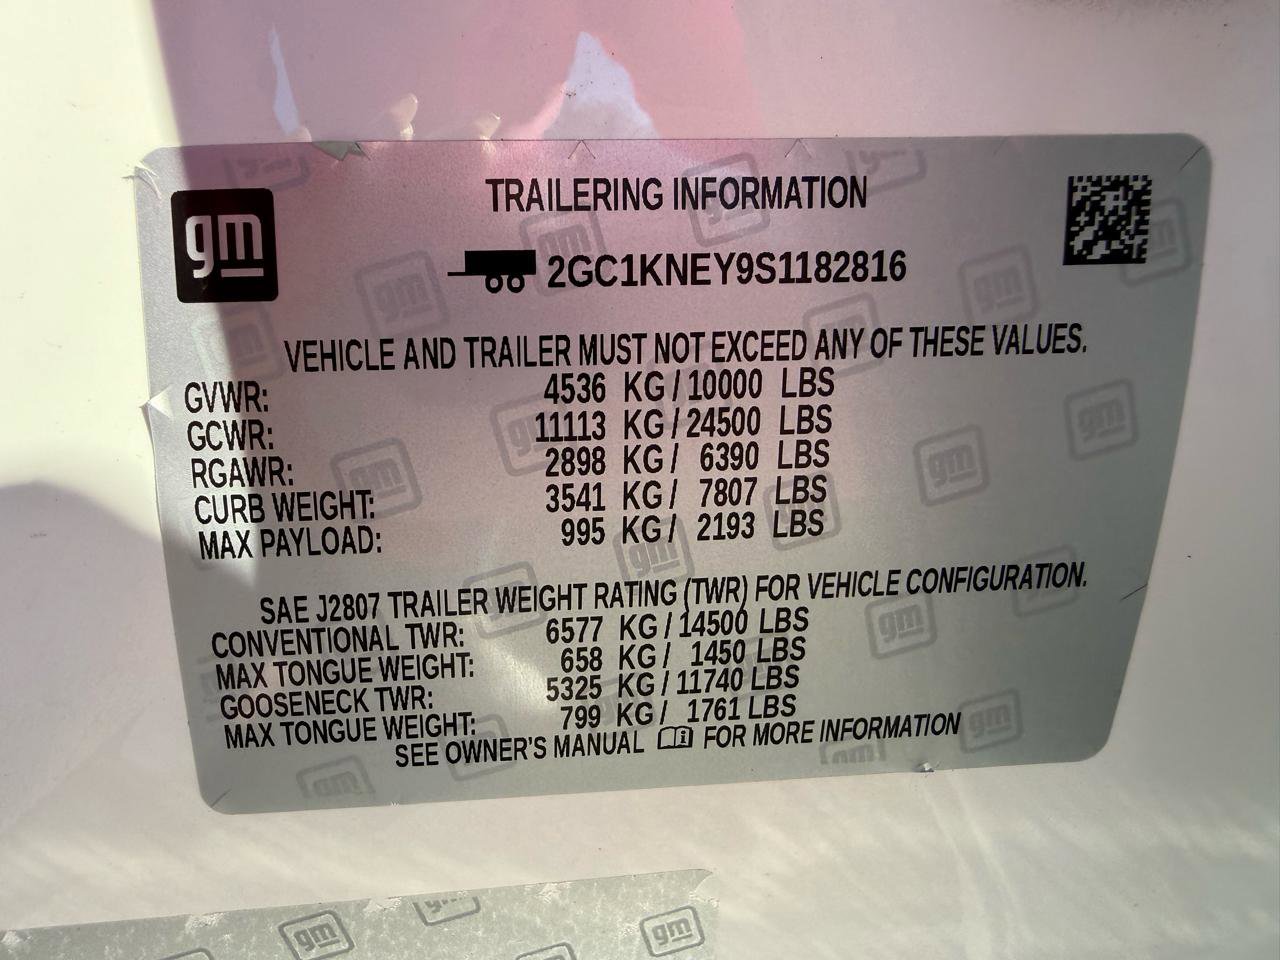 gm
TRAILERING INFORMATION
2GC1KNEY9S1182816
VEHICLE AND TRAILER MUST NOT EXCEED ANY OF THESE VALUES.
GVWR: 4536 KG / 10000 LBS
GCWR: 11113 KG / 24500 LBS
RGAWR: 2898 KG / 6390 LBS
CURB WEIGHT: 3541 KG / 7807 LBS
MAX PAYLOAD: 995 KG / 2193 LBS
SAE J2807 TRAILER WEIGHT RATING (TWR) FOR VEHICLE CONFIGURATION.
CONVENTIONAL TWR: 6577 KG / 14500 LBS
MAX TONGUE WEIGHT: 658 KG / 1450 LBS
GOOSENECK TWR: 5325 KG / 11740 LBS
MAX TONGUE WEIGHT: 799 KG / 1761 LBS
SEE OWNER'S MANUAL FOR MORE INFORMATION
gm gm